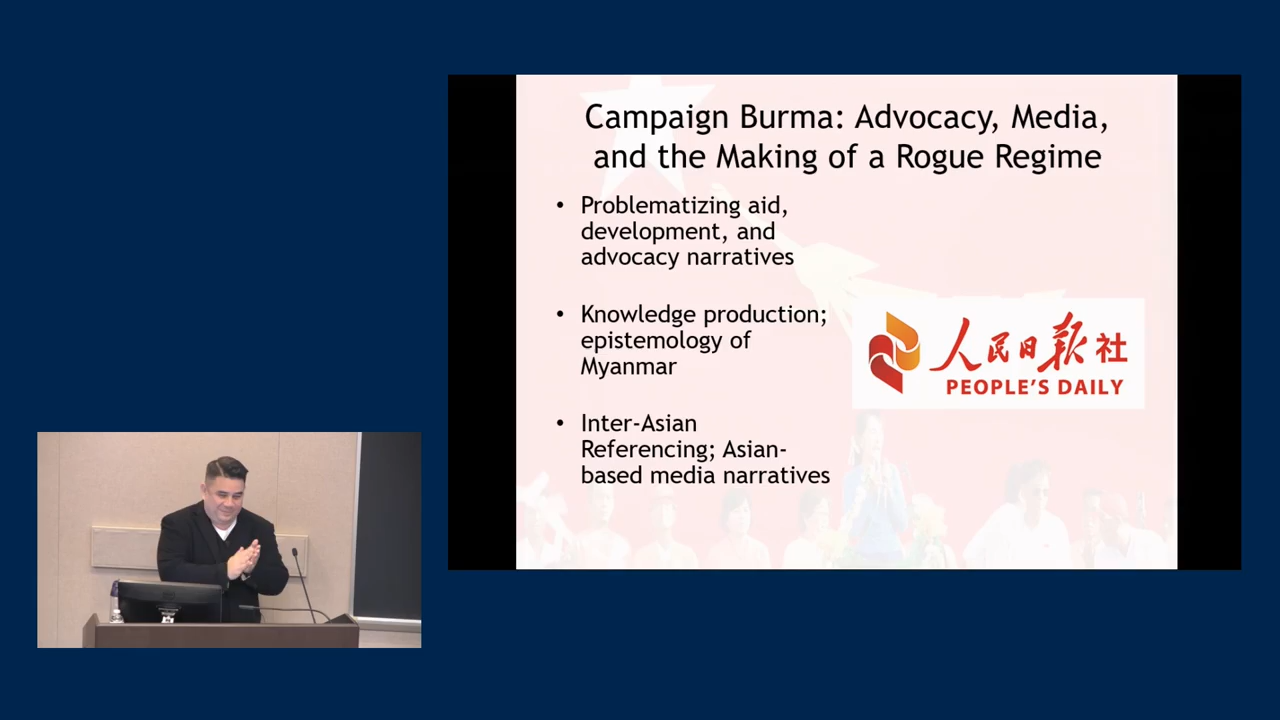 Campaign Burma: Advocacy, Media,
and the Making of a Rogue Regime
• Problematizing aid,
development, and
advocacy narratives
• Knowledge production;
epistemology of
Myanmar
• Inter-Asian
Referencing; Asian-
based media narratives
人民日报社
PEOPLE'S DAILY